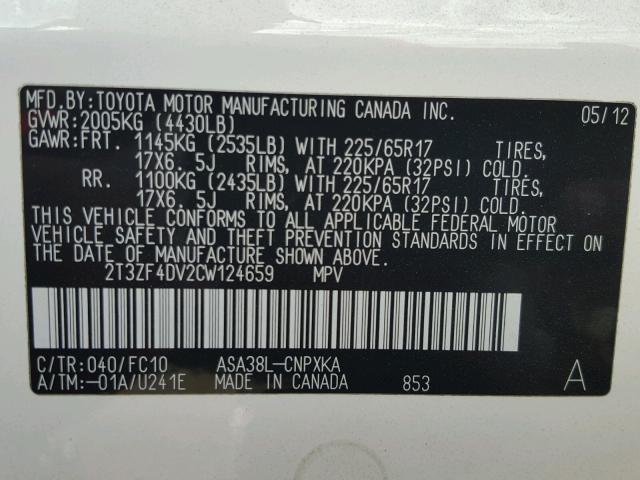 MFD.BY:TOYOTA MOTOR MANUFACTURING CANADA INC. 05/12
GVWR:2005KG (4430LB)
GAWR:FRT. 1145KG (2535LB) WITH 225/65R17 TIRES,
17X6. 5J RIMS, AT 220KPA (32PSI) COLD.
RR. 1100KG (2435LB) WITH 225/65R17 TIRES,
17X6. 5J RIMS, AT 220KPA (32PSI) COLD.
THIS VEHICLE CONFORMS TO ALL APPLICABLE FEDERAL MOTOR
VEHICLE SAFETY AND THEFT PREVENTION STANDARDS IN EFFECT ON
THE DATE OF MANUFACTURE SHOWN ABOVE.
2T3ZF4DV2CW124659 MPV
C/TR:040/FC10 ASA38L-CNPXKA
A/TM:-01A/U241E MADE IN CANADA 853 A